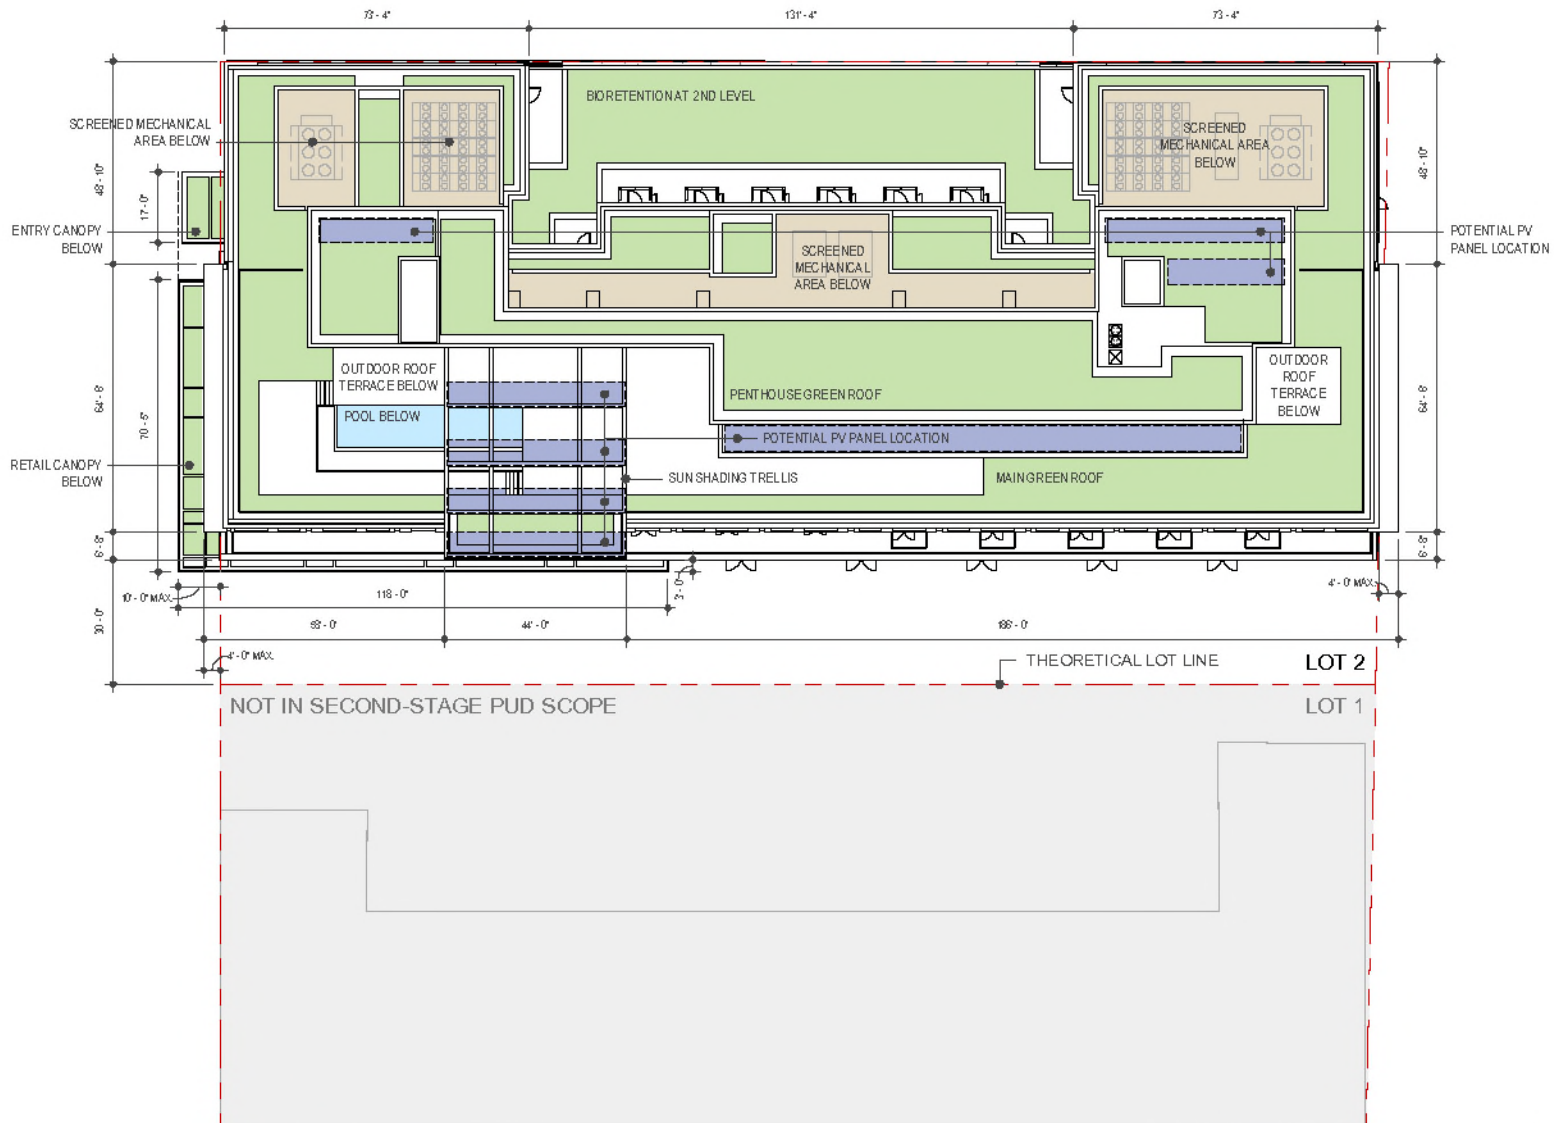 73'-4"
131'-4"
73'-4"
BIORETENTION AT 2ND LEVEL
SCREENED MECHANICAL
AREA BELOW
SCREENED
MECHANICAL AREA
BELOW
48'-10"
48'-10"
17'-0"
ENTRY CANOPY
BELOW
POTENTIAL PV
PANEL LOCATION
SCREENED
MECHANICAL
AREA BELOW
OUTDOOR ROOF
TERRACE BELOW
OUTDOOR
ROOF
TERRACE
BELOW
PENTHOUSE GREEN ROOF
64'-8"
64'-8"
POOL BELOW
70'-5"
POTENTIAL PV PANEL LOCATION
RETAIL CANOPY
BELOW
SUN SHADING TRELLIS
MAIN GREEN ROOF
6'-8"
6'-8"
10'-0" MAX.
118'-0"
3'-0"
4'-0" MAX.
30'-0"
44'-0"
186'-0"
4'-0" MAX.
THEORETICAL LOT LINE
LOT 2
NOT IN SECOND-STAGE PUD SCOPE
LOT 1